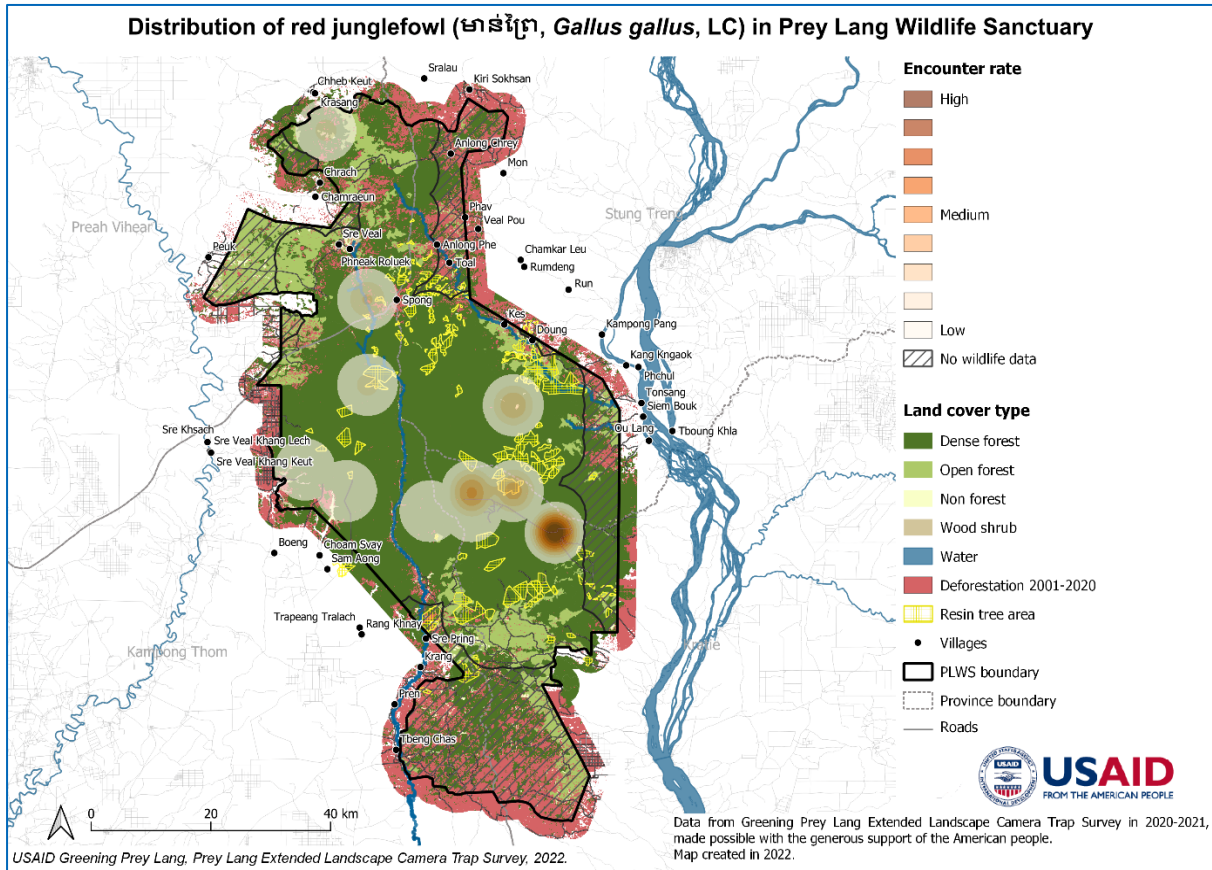 Distribution of red junglefowl (មាន់ព្រៃ, Gallus gallus, LC) in Prey Lang Wildlife Sanctuary
Sralau
Chheb Keut
Kiri Sokhsan
Krasang
Anlong Chrey
Mon
Chrach
Chamraeun
Phav
Stung Treng
Veal Pou
Preah Vihear
Sre Veal
Anlong Phe
Peuk
Phneak Roluek
Toal
Chamkar Leu
Rumdeng
Run
Spong
Kes
Doung
Kampong Pang
Kang Kngaok
Phchul
Tonsang
Siem Bouk
Ou Lang
Tboung Khla
Sre Khsach
Sre Veal Khang Lech
Sre Veal Khang Keut
Boeng
Choam Svay
Sam Aong
Trapeang Tralach
Rang Khnay
Sre Pring
Kampong Thom
Kratie
Krang
Pren
Tbeng Chas
0 20 40 km
USAID Greening Prey Lang, Prey Lang Extended Landscape Camera Trap Survey, 2022.
Encounter rate
High
Medium
Low
No wildlife data
Land cover type
Dense forest
Open forest
Non forest
Wood shrub
Water
Deforestation 2001-2020
Resin tree area
Villages
PLWS boundary
Province boundary
Roads
USAID
USAID
FROM THE AMERICAN PEOPLE
Data from Greening Prey Lang Extended Landscape Camera Trap Survey in 2020-2021,
made possible with the generous support of the American people.
Map created in 2022.